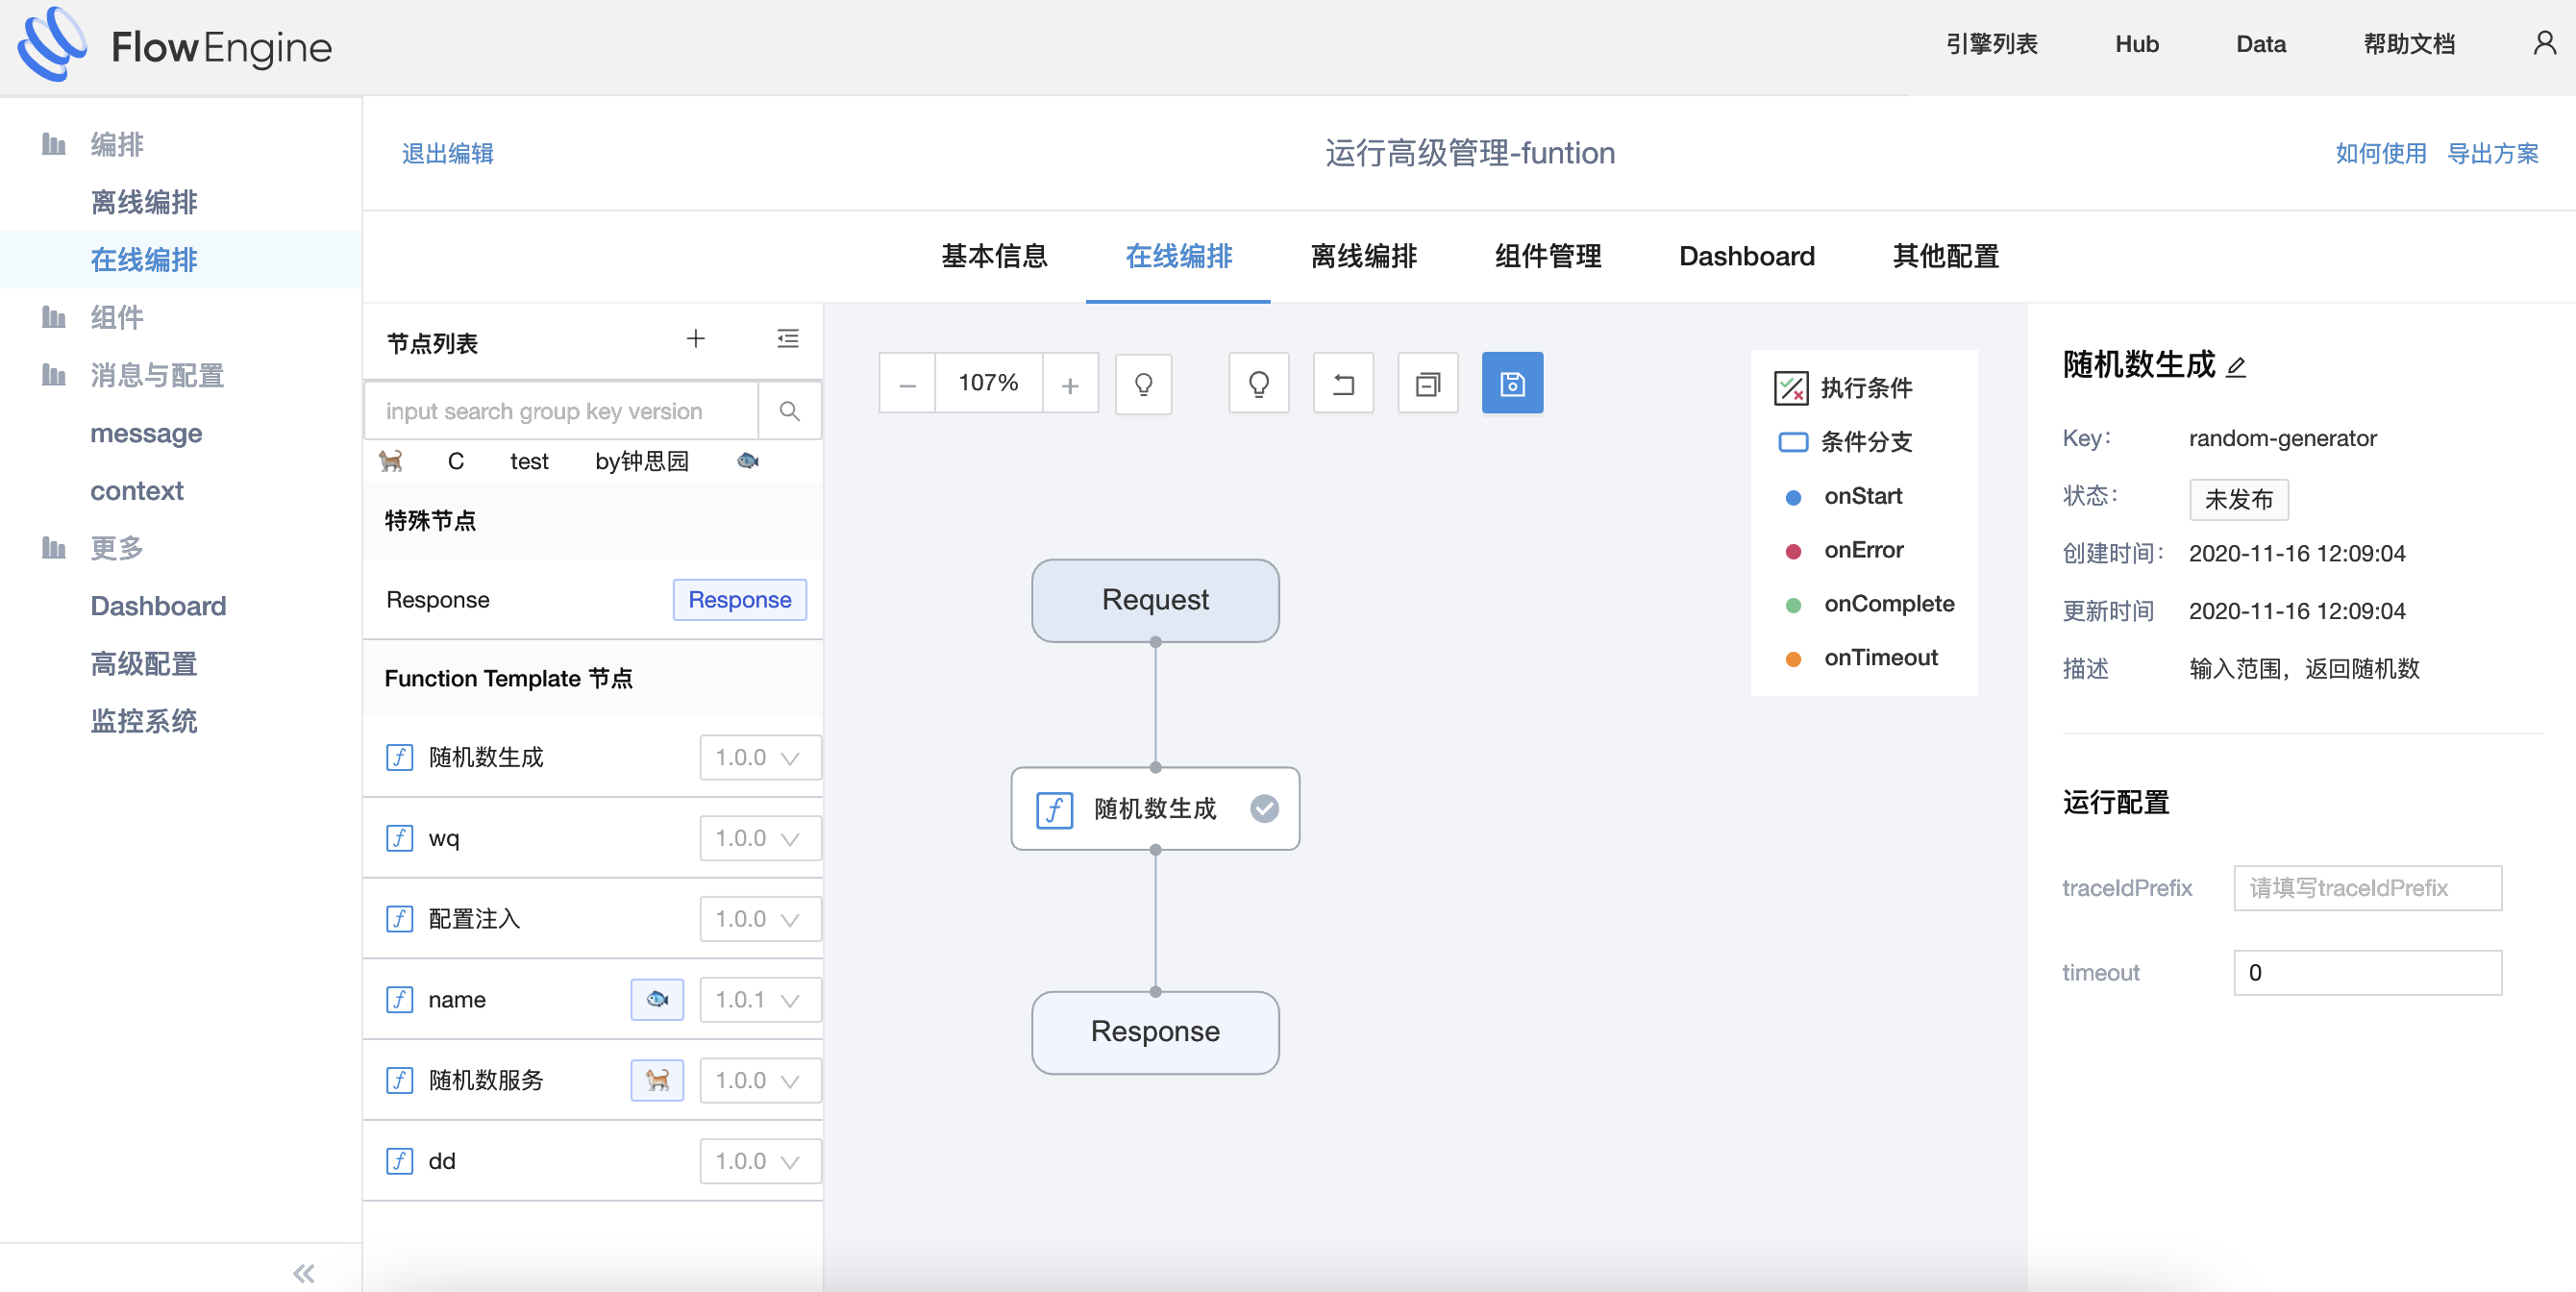 FlowEngine
引擎列表 Hub Data 帮助文档
编排
离线编排
在线编排
组件
消息与配置
message
context
更多
Dashboard
高级配置
监控系统
退出编辑
运行高级管理-funtion
如何使用 导出方案
基本信息 在线编排 离线编排 组件管理 Dashboard 其他配置
节点列表
input search group key version
C test by钟思园
特殊节点
Response Response
Function Template 节点
随机数生成 1.0.0
wq 1.0.0
配置注入 1.0.0
name 1.0.1
随机数服务 1.0.0
dd 1.0.0
107%
Request
随机数生成
Response
执行条件
条件分支
onStart
onError
onComplete
onTimeout
随机数生成
Key: random-generator
状态: 未发布
创建时间: 2020-11-16 12:09:04
更新时间 2020-11-16 12:09:04
描述 输入范围，返回随机数
运行配置
traceIdPrefix 请填写traceIdPrefix
timeout 0